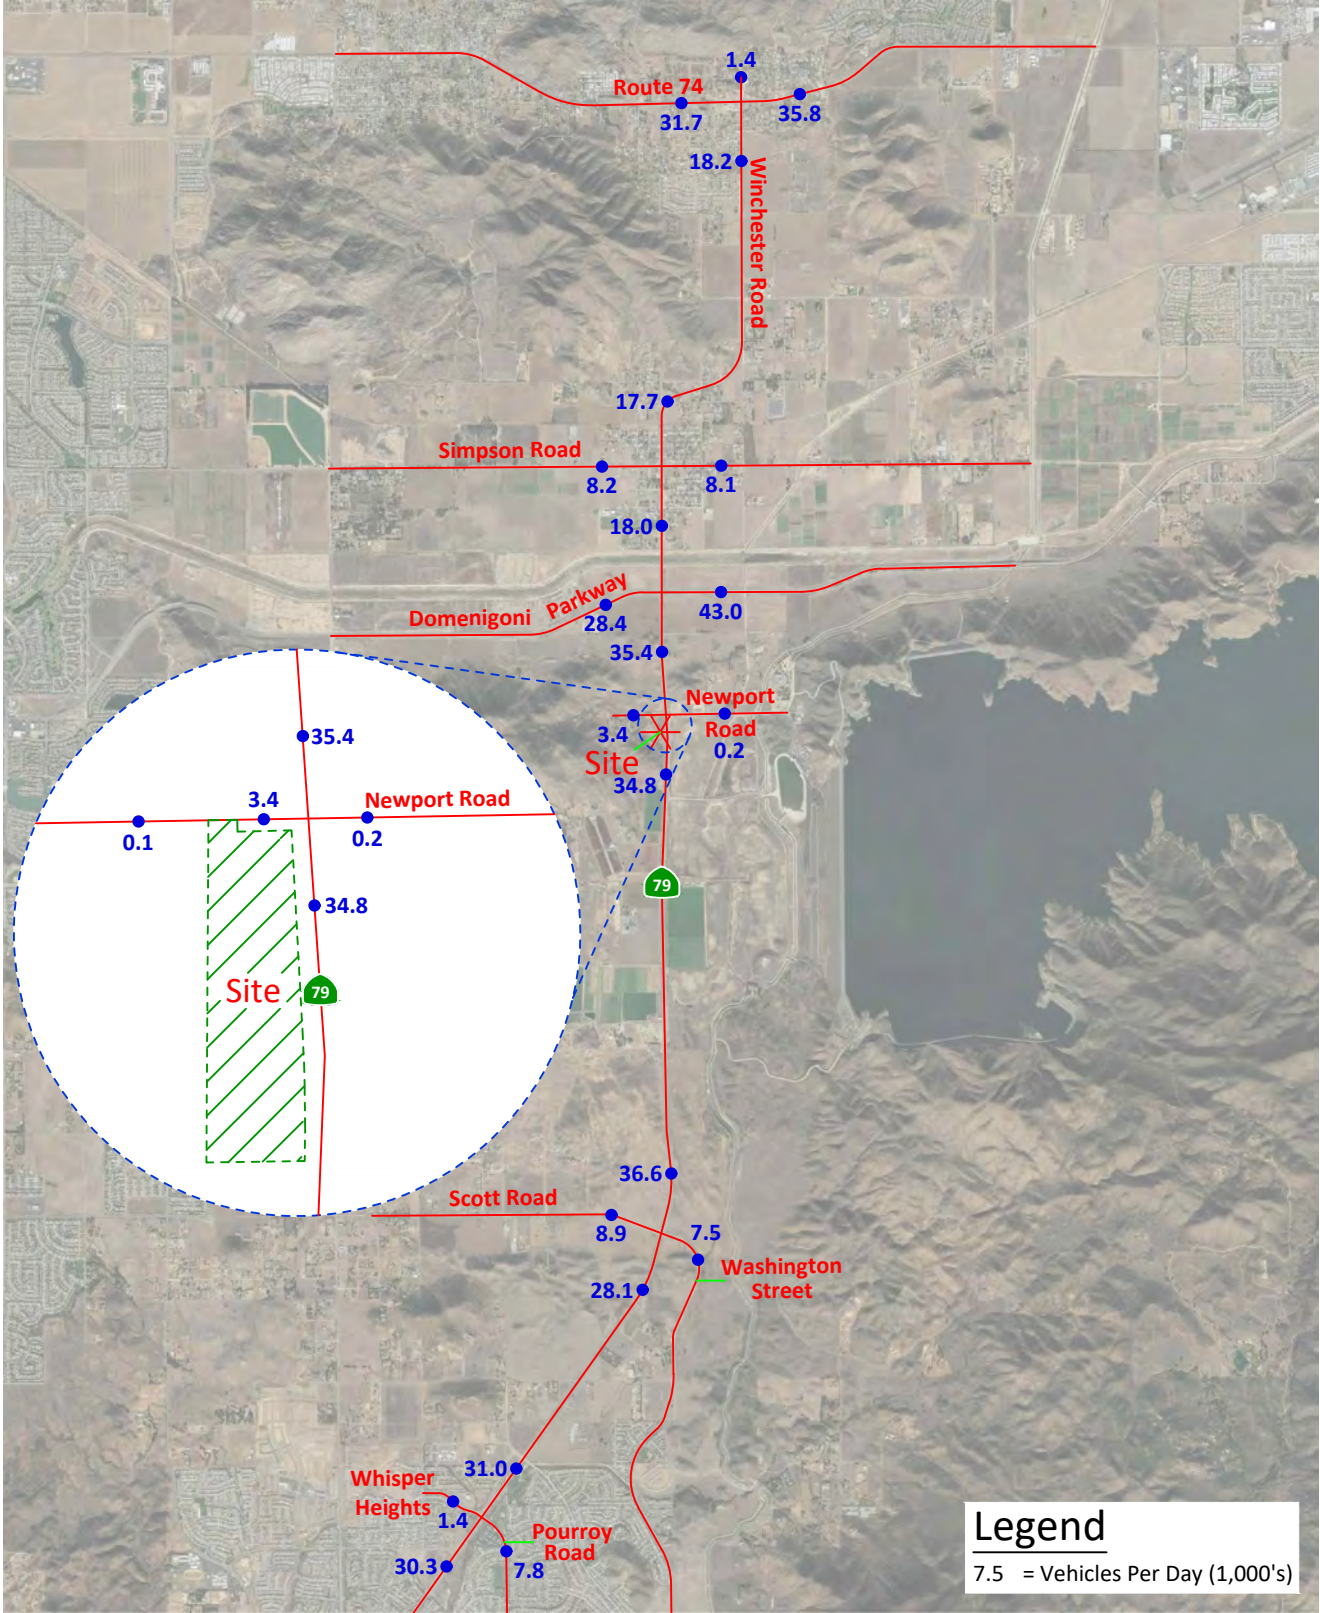 1.4
Route 74
31.7
35.8
18.2
Winchester Road
17.7
Simpson Road
8.2
8.1
18.0
Domenigoni Parkway
28.4
43.0
35.4
Newport
Road
3.4
0.2
Site
34.8
79
35.4
3.4
Newport Road
0.1
0.2
34.8
Site
79
36.6
Scott Road
8.9
7.5
Washington
Street
28.1
31.0
Whisper
Heights
1.4
Pourroy
Road
30.3
7.8
Legend
7.5 = Vehicles Per Day (1,000's)